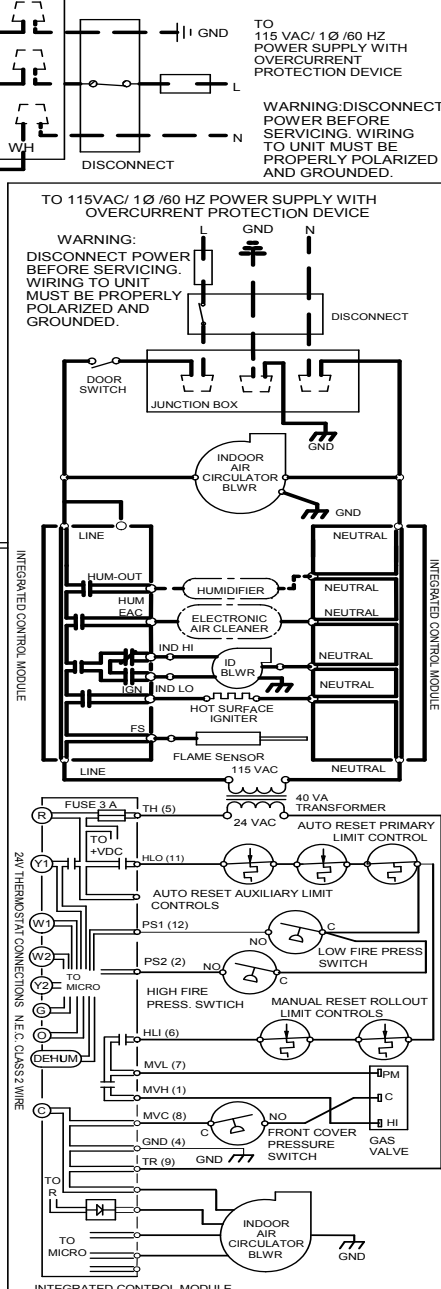 GND
TO
115 VAC/ 1Ø /60 HZ
POWER SUPPLY WITH
OVERCURRENT
PROTECTION DEVICE
L
WARNING:DISCONNECT
POWER BEFORE
SERVICING. WIRING
TO UNIT MUST BE
PROPERLY POLARIZED
AND GROUNDED.
N
WH
DISCONNECT
TO 115VAC/ 1Ø /60 HZ POWER SUPPLY WITH
OVERCURRENT PROTECTION DEVICE
WARNING:
DISCONNECT POWER
BEFORE SERVICING.
WIRING TO UNIT
MUST BE PROPERLY
POLARIZED AND
GROUNDED.
L
GND
N
DISCONNECT
DOOR
SWITCH
JUNCTION BOX
GND
INDOOR
AIR
CIRCULATOR
BLWR
GND
LINE
NEUTRAL
INTEGRATED CONTROL MODULE
INTEGRATED CONTROL MODULE
HUM-OUT
HUMIDIFIER
NEUTRAL
HUM
EAC
ELECTRONIC
AIR CLEANER
NEUTRAL
IND HI
ID
BLWR
NEUTRAL
IGN
IND LO
NEUTRAL
HOT SURFACE
IGNITER
FS
FLAME SENSOR
LINE
115 VAC
NEUTRAL
40 VA
TRANSFORMER
24 VAC
R
FUSE 3 A
TH (5)
TO
+VDC
AUTO RESET PRIMARY
LIMIT CONTROL
Y1
HLO (11)
AUTO RESET AUXILIARY LIMIT
CONTROLS
24V THERMOSTAT CONNECTIONS N.E.C. CLASS 2 WIRE
W1
PS1 (12)
NO
C
LOW FIRE PRESS
SWITCH
W2
PS2 (2)
NO
C
TO
MICRO
Y2
HIGH FIRE
PRESS. SWTICH
G
MANUAL RESET ROLLOUT
LIMIT CONTROLS
O
HLI (6)
DEHUM
MVL (7)
PM
MVH (1)
C
C
MVC (8)
C
NO
HI
GAS
VALVE
FRONT COVER
PRESSURE
SWITCH
GND (4)
GND
TR (9)
TO
R
TO
MICRO
INDOOR
AIR
CIRCULATOR
BLWR
GND
INTEGRATED CONTROL MODULE